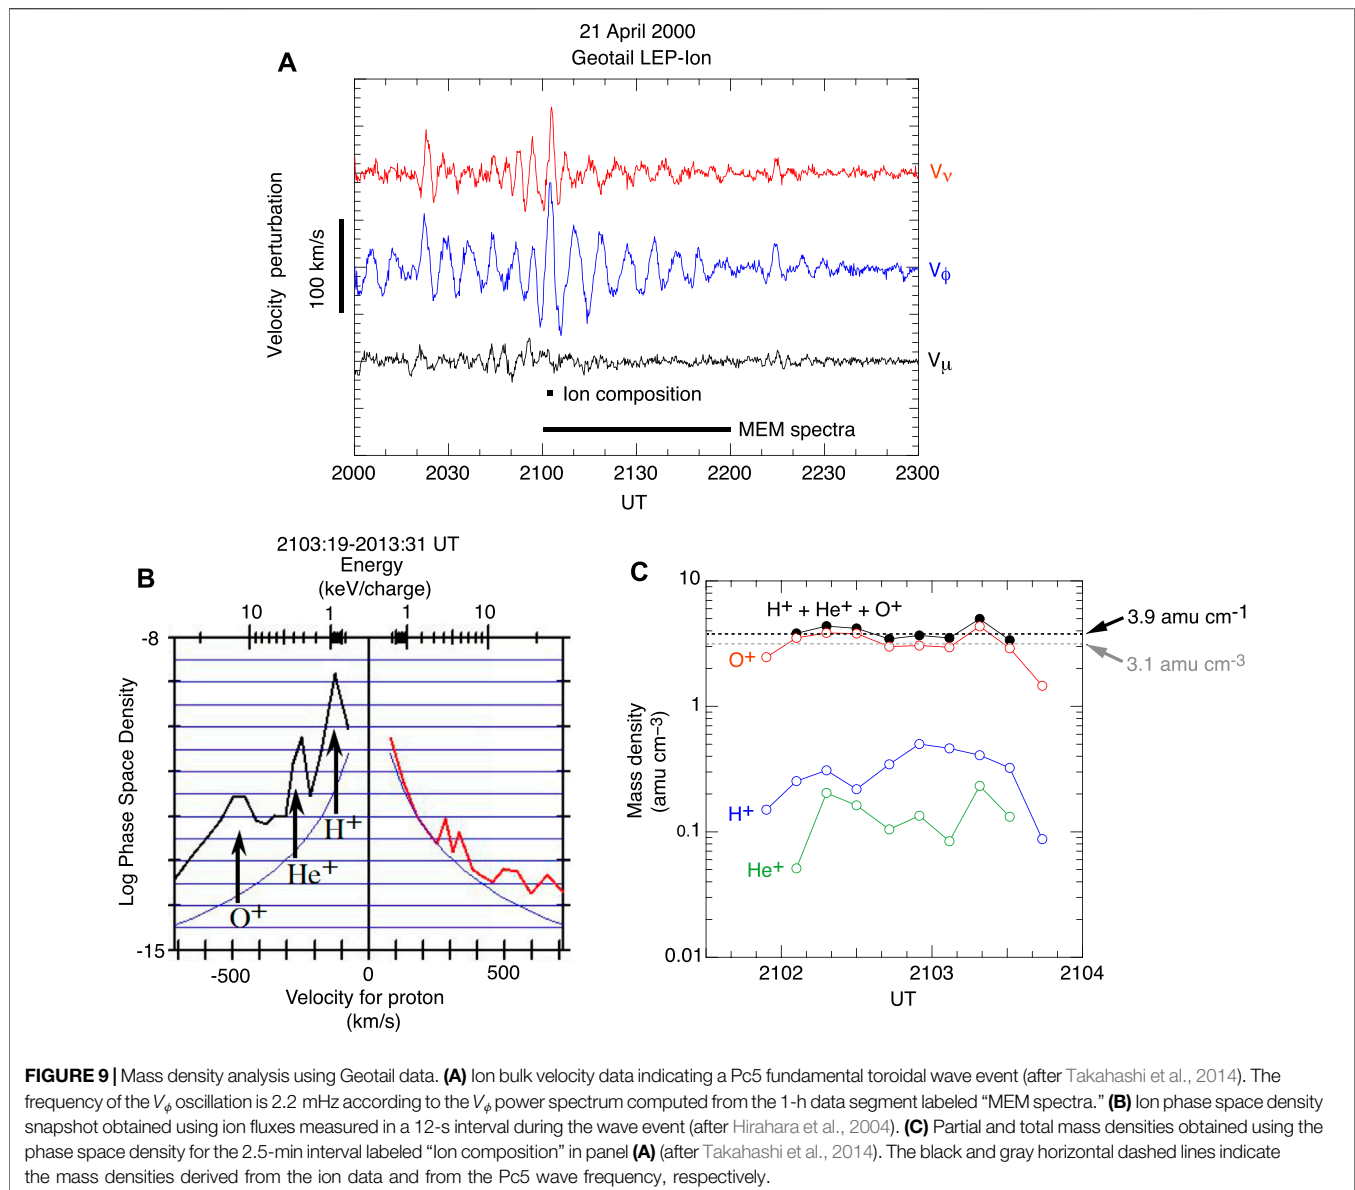 21 April 2000
Geotail LEP-Ion
A
Velocity perturbation
100 km/s
Vν
Vϕ
Vμ
Ion composition
MEM spectra
2000 2030 2100 2130 2200 2230 2300
UT
2103:19-2013:31 UT
B
Energy
(keV/charge)
10 1 1 10
-8
Log Phase Space Density
H+
He+
O+
-15
-500 0 500
Velocity for proton
(km/s)
C
10
H+ + He+ + O+
3.9 amu cm-1
O+
3.1 amu cm-3
1
Mass density
(amu cm–3)
H+
0.1
He+
0.01
2102 2103 2104
UT
FIGURE 9 | Mass density analysis using Geotail data. (A) Ion bulk velocity data indicating a Pc5 fundamental toroidal wave event (after Takahashi et al., 2014). The
frequency of the Vϕ oscillation is 2.2 mHz according to the Vϕ power spectrum computed from the 1-h data segment labeled “MEM spectra.” (B) Ion phase space density
snapshot obtained using ion fluxes measured in a 12-s interval during the wave event (after Hirahara et al., 2004). (C) Partial and total mass densities obtained using the
phase space density for the 2.5-min interval labeled “Ion composition” in panel (A) (after Takahashi et al., 2014). The black and gray horizontal dashed lines indicate
the mass densities derived from the ion data and from the Pc5 wave frequency, respectively.